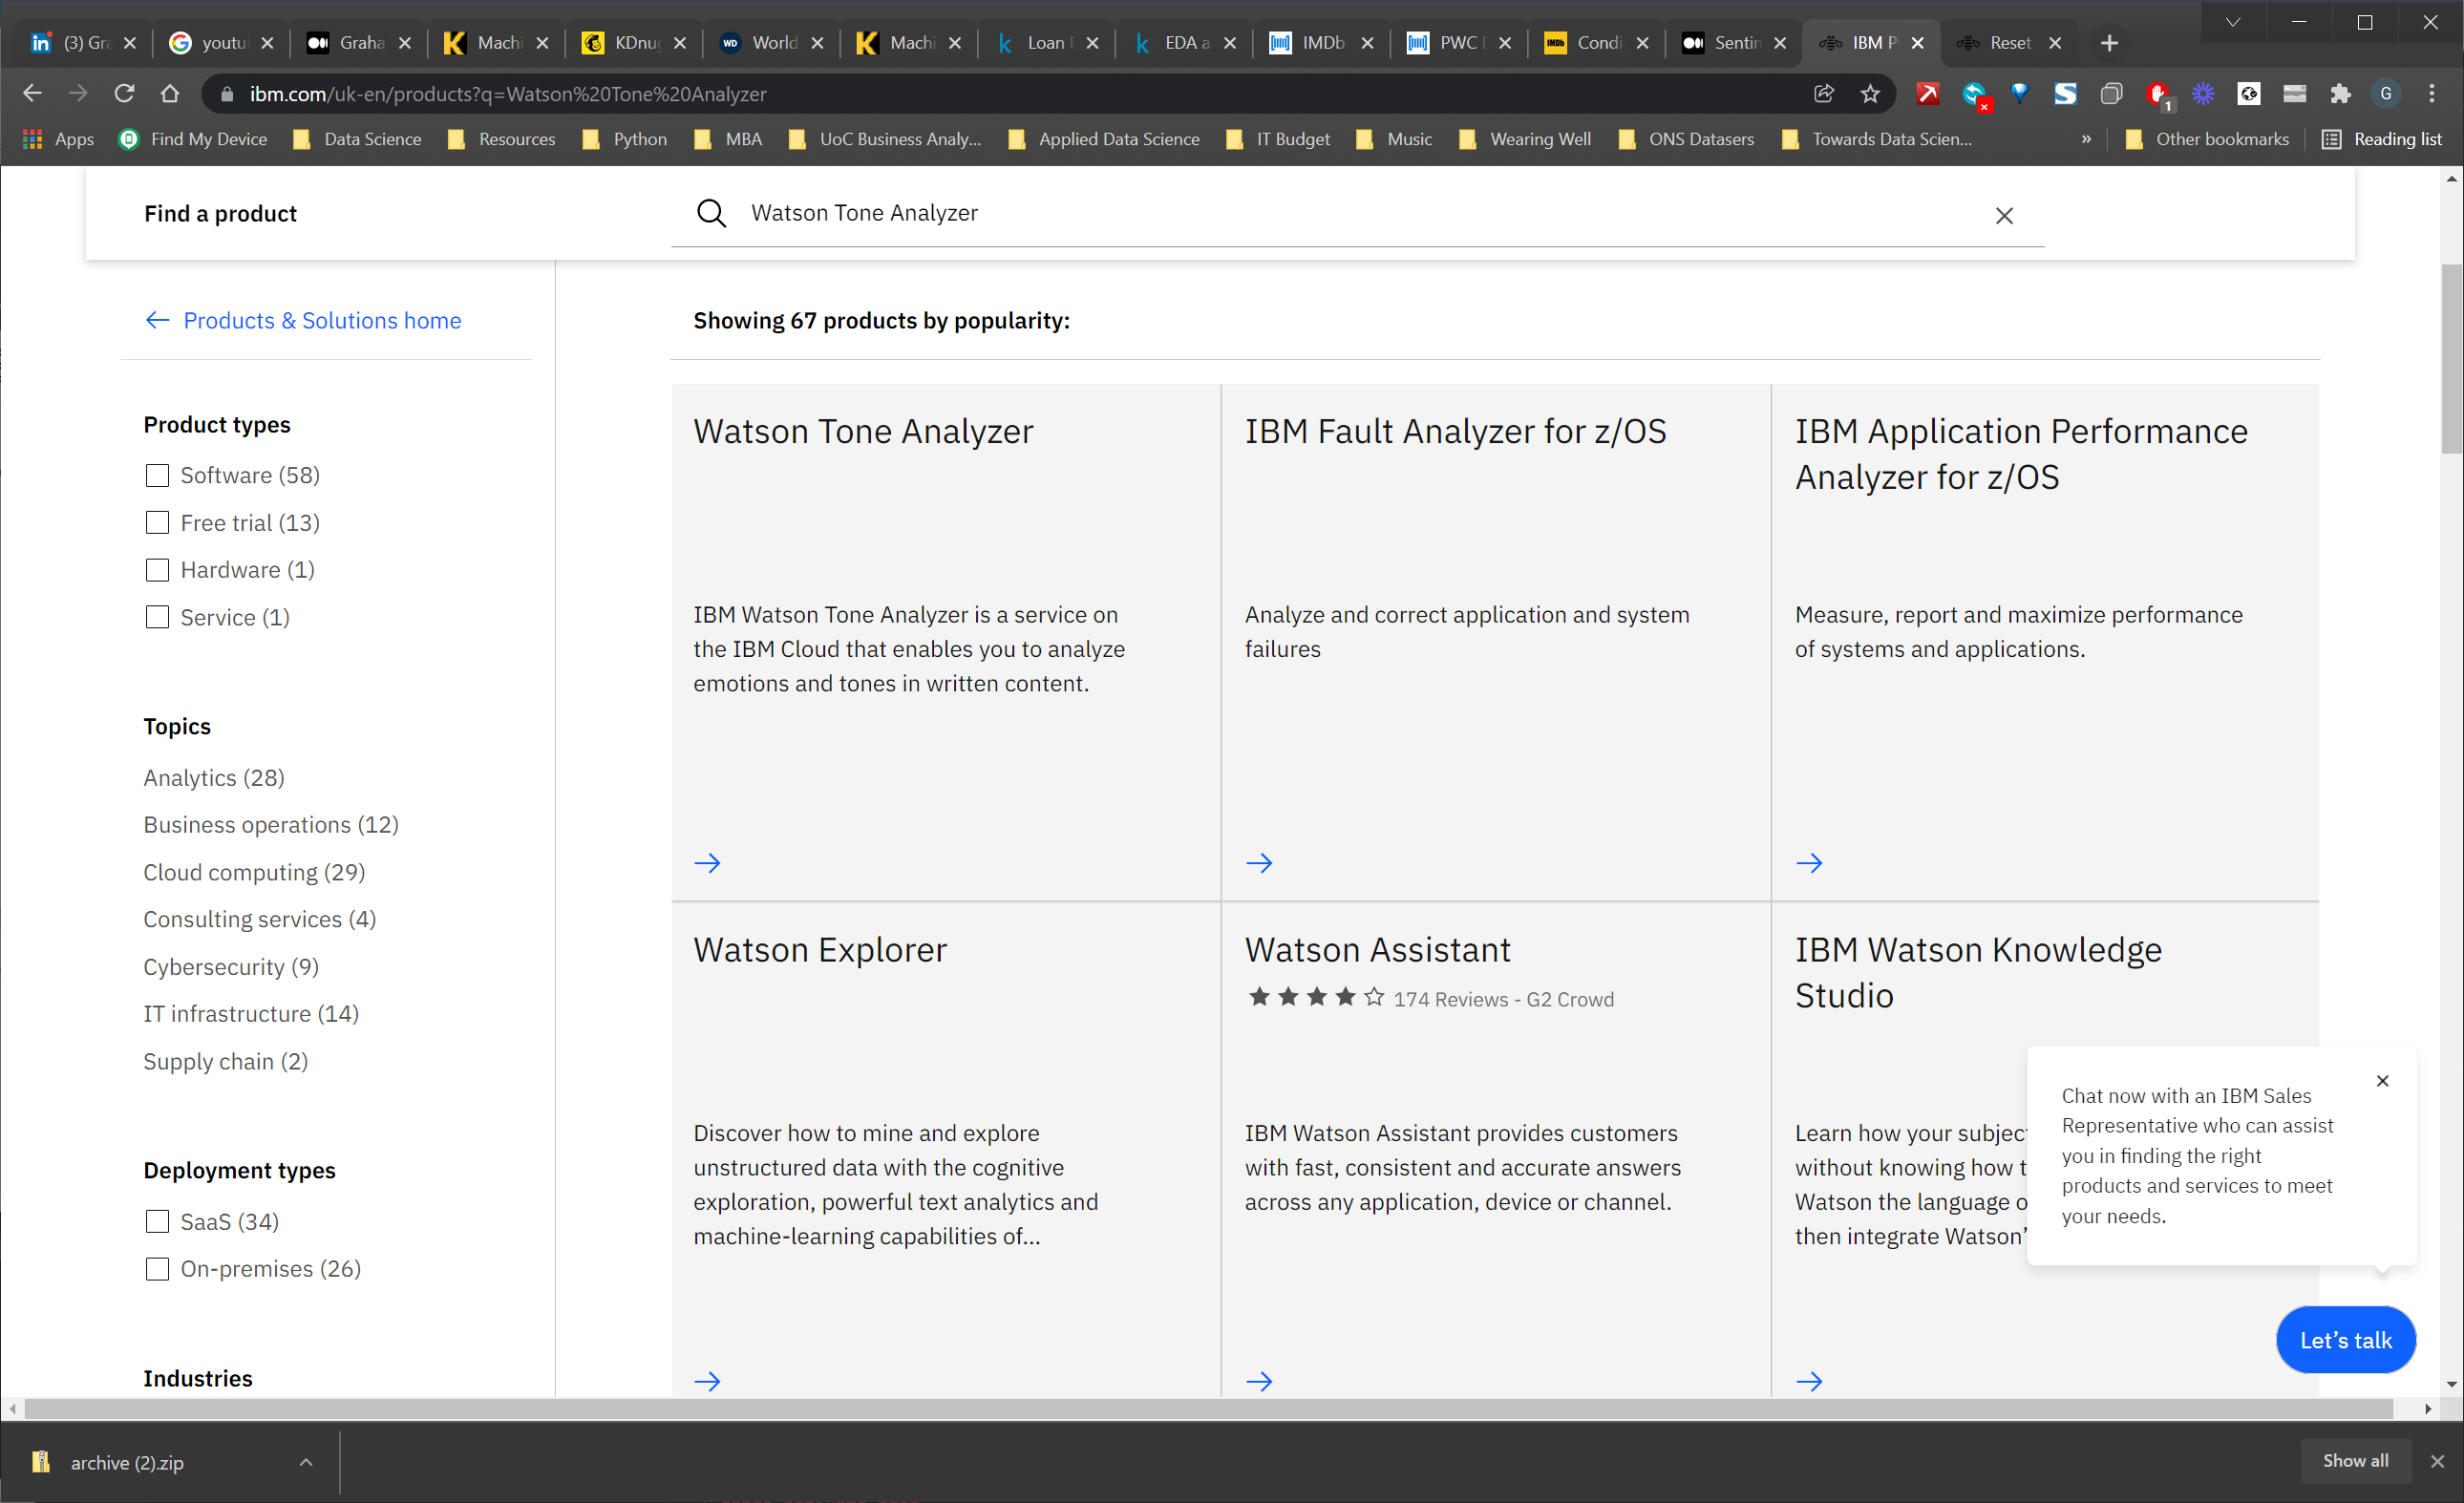 (3) Gra
youtu
Graha
Machi
KDnug
World
Machi
Loan
EDA a
IMDb
PWC
Condi
Sentin
IBM P
Reset
ibm.com/uk-en/products?q=Watson%20Tone%20Analyzer
G
Apps
Find My Device
Data Science
Resources
Python
MBA
UoC Business Analy...
Applied Data Science
IT Budget
Music
Wearing Well
ONS Datasers
Towards Data Scien...
»
Other bookmarks
Reading list
Find a product
Watson Tone Analyzer
Products & Solutions home
Showing 67 products by popularity:
Product types
Software (58)
Free trial (13)
Hardware (1)
Service (1)
Topics
Analytics (28)
Business operations (12)
Cloud computing (29)
Consulting services (4)
Cybersecurity (9)
IT infrastructure (14)
Supply chain (2)
Deployment types
SaaS (34)
On-premises (26)
Industries
Watson Tone Analyzer
IBM Watson Tone Analyzer is a service on
the IBM Cloud that enables you to analyze
emotions and tones in written content.
IBM Fault Analyzer for z/OS
Analyze and correct application and system
failures
IBM Application Performance
Analyzer for z/OS
Measure, report and maximize performance
of systems and applications.
Watson Explorer
Discover how to mine and explore
unstructured data with the cognitive
exploration, powerful text analytics and
machine-learning capabilities of...
Watson Assistant
174 Reviews - G2 Crowd
IBM Watson Assistant provides customers
with fast, consistent and accurate answers
across any application, device or channel.
IBM Watson Knowledge
Studio
Learn how your subjec
without knowing how t
Watson the language o
then integrate Watson'
Chat now with an IBM Sales
Representative who can assist
you in finding the right
products and services to meet
your needs.
Let's talk
archive (2).zip
Show all